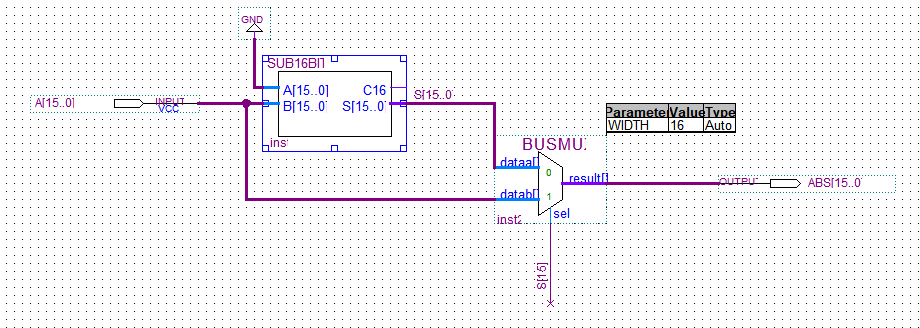 GND
SUB16BIT
A[15..0]
C16
B[15..0]
S[15..0]
inst
A[15..0]
INPUT
VCC
S[15..0
Parameter Value Type
WIDTH 16 Auto
BUSMUX
dataa[]
0
result[]
datab[]
1
sel
inst2
OUTPUT
ABS[15..0
S[15]